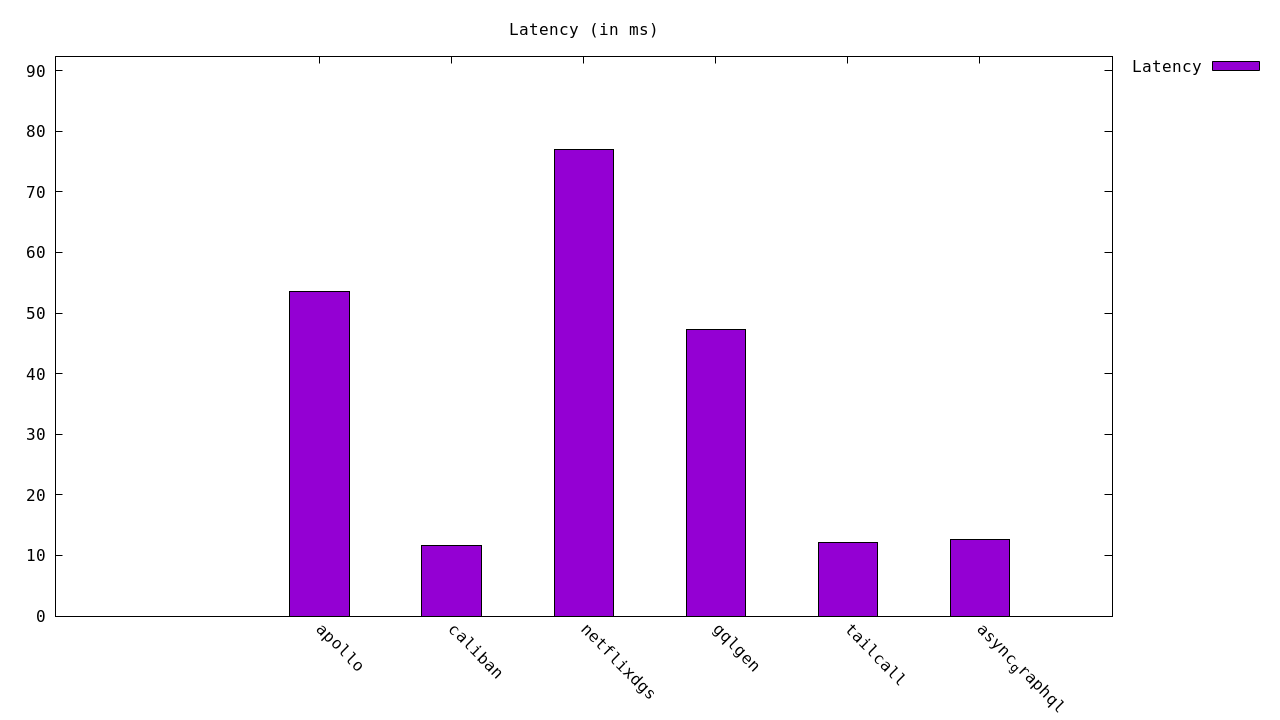 Latency (in ms)
Latency
90
80
70
60
50
40
30
20
10
0
apollo
caliban
netflixdgs
gqlgen
tailcall
async_graphql